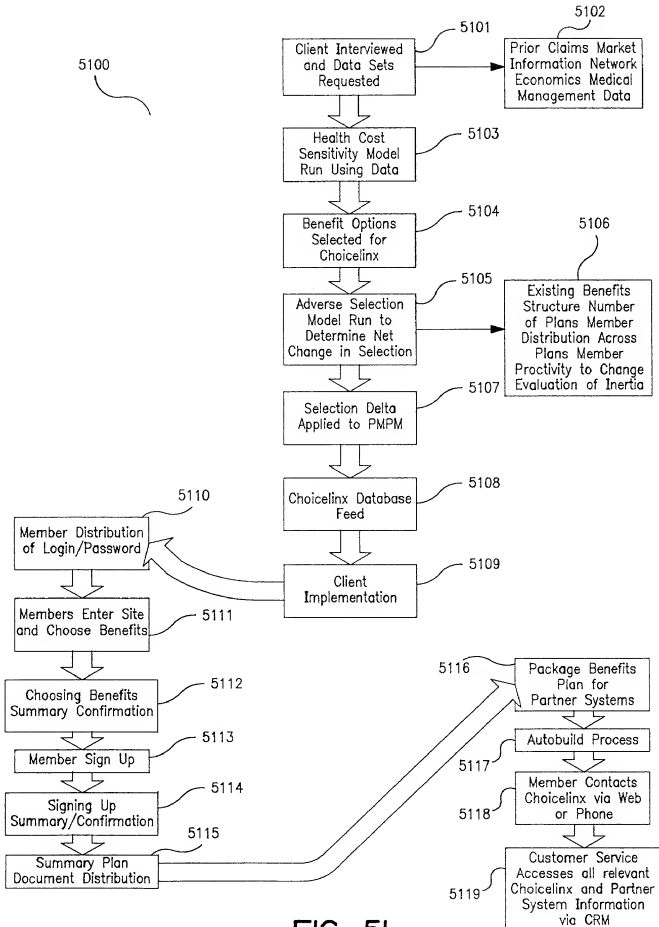 5100
5101
Client Interviewed
and Data Sets
Requested
5102
Prior Claims Market
Information Network
Economics Medical
Management Data
5103
Health Cost
Sensitivity Model
Run Using Data
5104
Benefit Options
Selected for
Choicelinx
5105
Adverse Selection
Model Run to
Determine Net
Change in Selection
5106
Existing Benefits
Structure Number
of Plans Member
Distribution Across
Plans Member
Proctivity to Change
Evaluation of Inertia
5107
Selection Delta
Applied to PMPM
5108
Choicelinx Database
Feed
5109
Client
Implementation
5110
Member Distribution
of Login/Password
5111
Members Enter Site
and Choose Benefits
5112
Choosing Benefits
Summary Confirmation
5113
Member Sign Up
5114
Signing Up
Summary/Confirmation
5115
Summary Plan
Document Distribution
5116
Package Benefits
Plan for
Partner Systems
5117
Autobuild Process
5118
Member Contacts
Choicelinx via Web
or Phone
5119
Customer Service
Accesses all relevant
Choicelinx and Partner
System Information
via CRM
FIG. 51